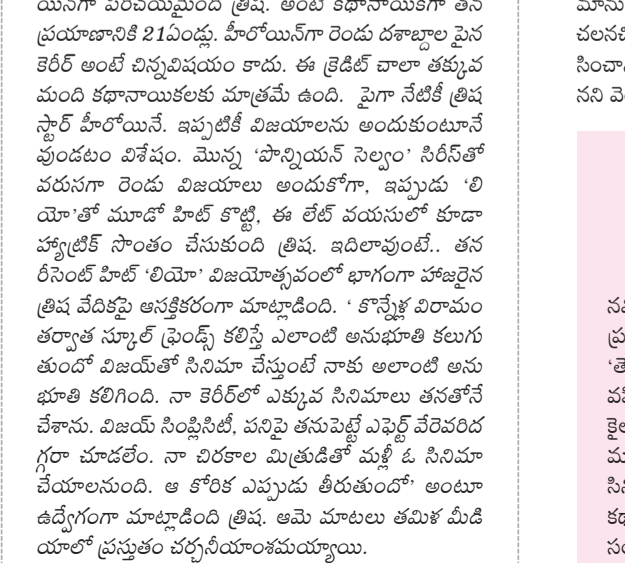 యిన్‌గా పరిచయమైంది త్రిష. అంటే కథానాయికగా తన
ప్రయాణానికి 21ఏండ్లు. హీరోయిన్‌గా రెండు దశాబ్దాల పైన
కెరీర్ అంటే చిన్నవిషయం కాదు. ఈ క్రెడిట్ చాలా తక్కువ
మంది కథానాయికలకు మాత్రమే ఉంది. పైగా నేటికీ త్రిష
స్టార్ హీరోయినే. ఇప్పటికీ విజయాలను అందుకుంటూనే
వుండటం విశేషం. మొన్న ‘పొన్నియన్ సెల్వం’ సిరీస్‌తో
వరుసగా రెండు విజయాలు అందుకోగా, ఇప్పుడు ‘లి
యో’తో మూడో హిట్ కొట్టి, ఈ లేట్ వయసులో కూడా
హ్యాట్రిక్ సొంతం చేసుకుంది త్రిష. ఇదిలావుంటే.. తన
రీసెంట్ హిట్ ‘లియో’ విజయోత్సవంలో భాగంగా హాజరైన
త్రిష వేదికపై ఆసక్తికరంగా మాట్లాడింది. ‘ కొన్నేళ్ల విరామం
తర్వాత స్కూల్ ఫ్రెండ్స్ కలిస్తే ఎలాంటి అనుభూతి కలుగు
తుందో విజయ్‌తో సినిమా చేస్తుంటే నాకు అలాంటి అను
భూతి కలిగింది. నా కెరీర్‌లో ఎక్కువ సినిమాలు తనతోనే
చేశాను. విజయ్ సింప్లిసిటీ, పనిపై తనుపెట్టే ఎఫెర్ట్ వేరెవరిద
గ్గరా చూడలేం. నా చిరకాల మిత్రుడితో మళ్లీ ఓ సినిమా
చేయాలనుంది. ఆ కోరిక ఎప్పుడు తీరుతుందో’ అంటూ
ఉద్వేగంగా మాట్లాడింది త్రిష. ఆమె మాటలు తమిళ మీడి
యాలో ప్రస్తుతం చర్చనీయాంశమయ్యాయి.